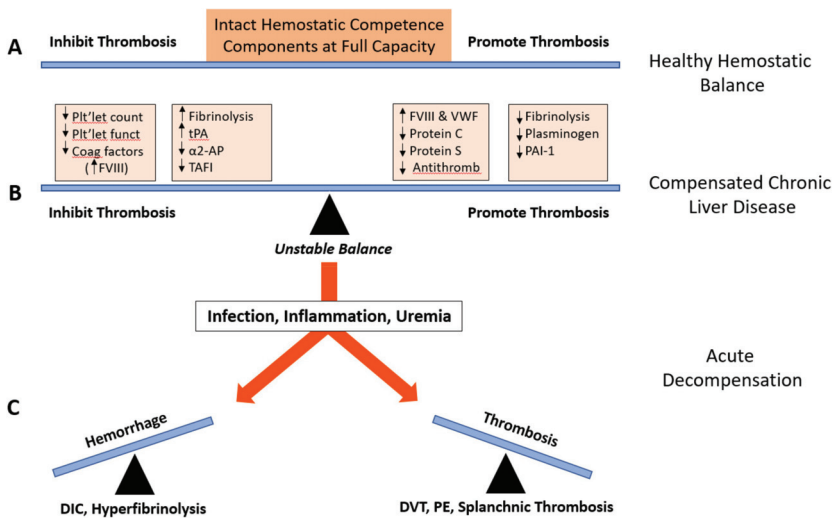 A
Inhibit Thrombosis
Intact Hemostatic Competence
Components at Full Capacity
Promote Thrombosis
Healthy Hemostatic
Balance
↓ Plt'let count
↓ Plt'let funct
↓ Coag factors
(↑FVIII)
↑ Fibrinolysis
↑ tPA
↓ α2-AP
↓ TAFI
↑ FVIII & VWF
↓ Protein C
↓ Protein S
↓ Antithromb
↓ Fibrinolysis
↓ Plasminogen
↓ PAI-1
B
Inhibit Thrombosis
Promote Thrombosis
Compensated Chronic
Liver Disease
Unstable Balance
Infection, Inflammation, Uremia
Acute
Decompensation
C
Hemorrhage
Thrombosis
DIC, Hyperfibrinolysis
DVT, PE, Splanchnic Thrombosis